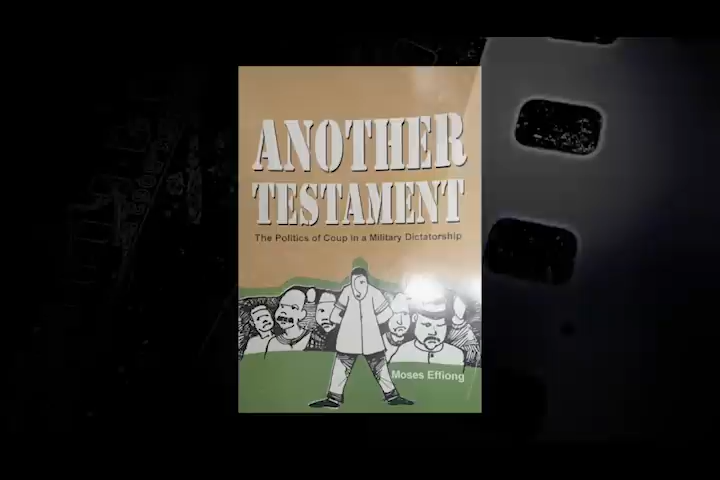 ANOTHER
TESTAMENT
The Politics of Coup in a Military Dictatorship
Moses Effiong